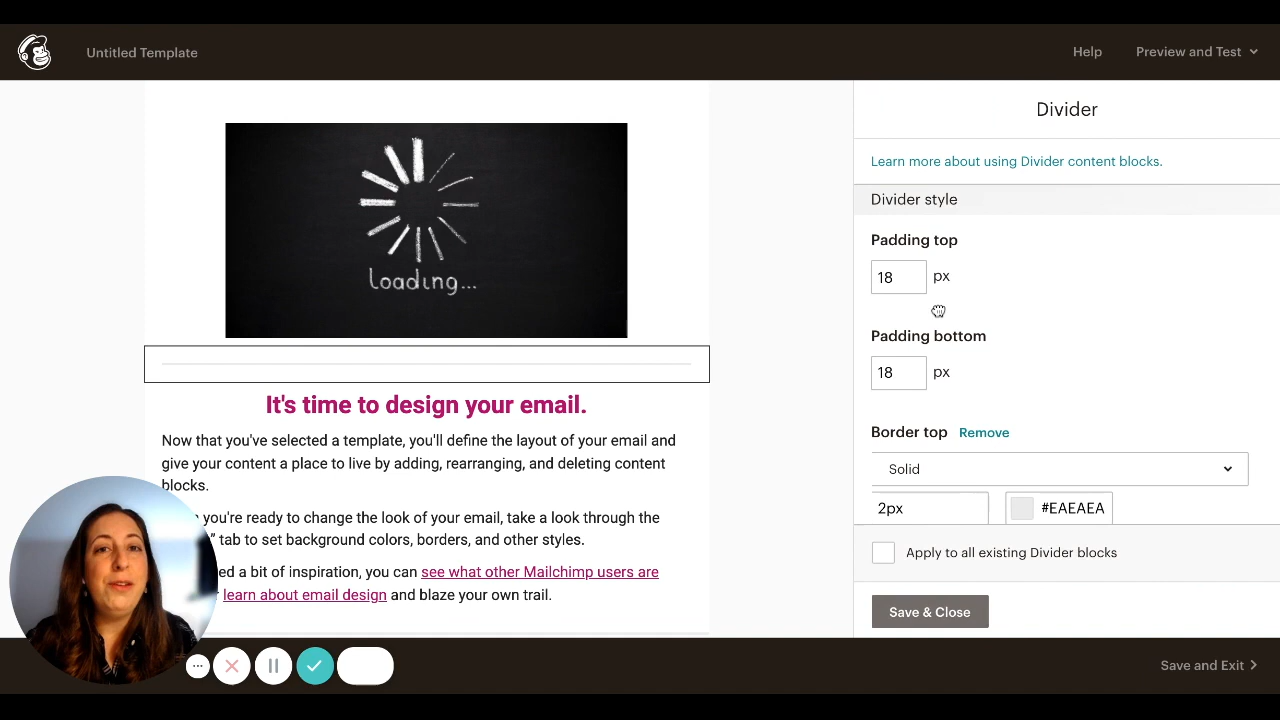 Untitled Template
Help
Preview and Test
loading...
It's time to design your email.
Now that you've selected a template, you'll define the layout of your email and
give your content a place to live by adding, rearranging, and deleting content
blocks.
you're ready to change the look of your email, take a look through the
” tab to set background colors, borders, and other styles.
a bit of inspiration, you can see what other Mailchimp users are
learn about email design and blaze your own trail.
Divider
Learn more about using Divider content blocks.
Divider style
Padding top
18 px
Padding bottom
18 px
Border top Remove
Solid
2px #EAEAEA
Apply to all existing Divider blocks
Save & Close
Save and Exit